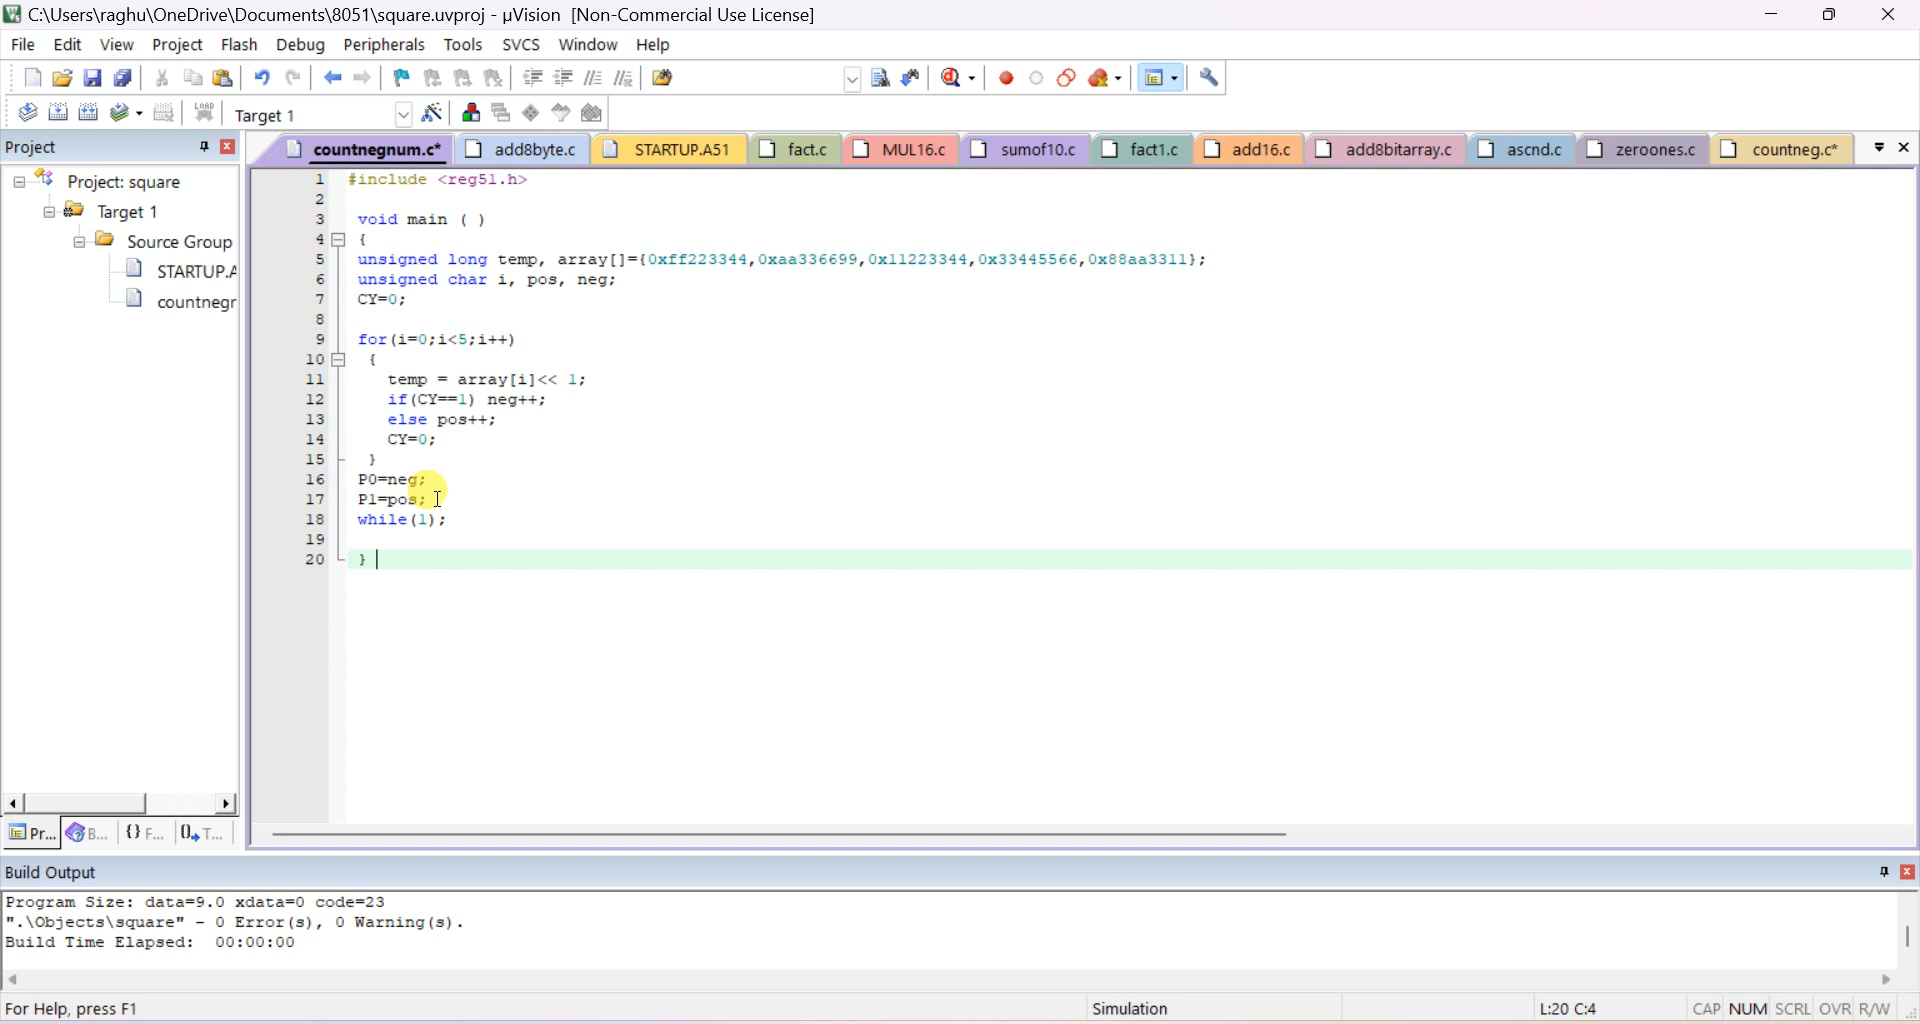 C:\Users\raghu\OneDrive\Documents\8051\square.uvproj - µVision [Non-Commercial Use License]
File Edit View Project Flash Debug Peripherals Tools SVCS Window Help
LOAD Target 1
Project
countnegnum.c* add8byte.c STARTUP.A51 fact.c MUL16.c sumof10.c fact1.c add16.c add8bitarray.c ascnd.c zeroones.c countneg.c*
Project: square
Target 1
Source Group
STARTUP.A
countnegr
1 #include <reg51.h>
2
3 void main ( )
4 {
5 unsigned long temp, array[]={0xff223344,0xaa336699,0x11223344,0x33445566,0x88aa3311};
6 unsigned char i, pos, neg;
7 CY=0;
8
9 for(i=0;i<5;i++)
10 {
11 temp = array[i]<< 1;
12 if(CY==1) neg++;
13 else pos++;
14 CY=0;
15 }
16 P0=neg;
17 P1=pos;
18 while(1);
19
20 }
Pr... B... {} F... T...
Build Output
Program Size: data=9.0 xdata=0 code=23
".\Objects\square" - 0 Error(s), 0 Warning(s).
Build Time Elapsed: 00:00:00
For Help, press F1 Simulation L:20 C:4 CAP NUM SCRL OVR R/W